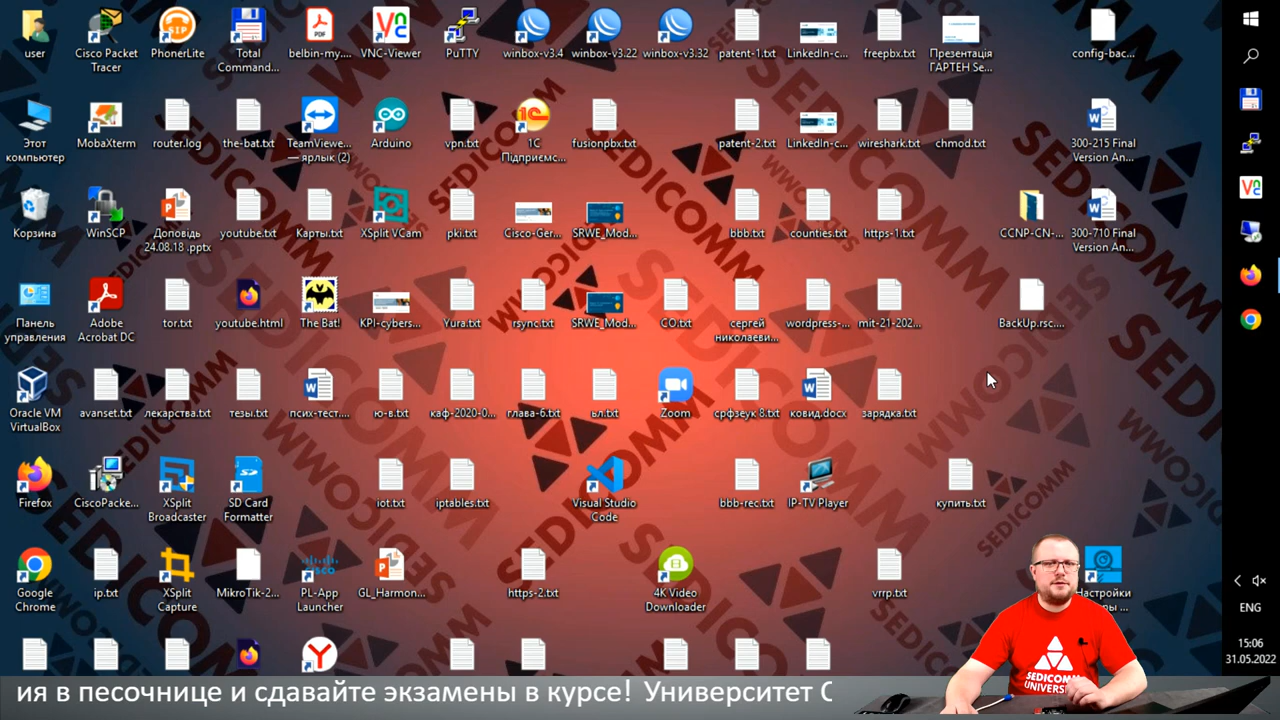 user
Cisco Packet
Tracer
PhonerLite
Total
Command...
belbin-my....
VNC-Viewer
PuTTY
winbox-v3.4
winbox-v3.22
winbox-v3.32
patent-1.txt
LinkedIn-c...
freepbx.txt
Презентація
ГАРТЕН Se...
config-bac...
Этот
компьютер
MobaXterm
router.log
the-bat.txt
TeamViewe...
— ярлык (2)
Arduino
vpn.txt
1С
Підприємс...
fusionpbx.txt
patent-2.txt
LinkedIn-c...
wireshark.txt
chmod.txt
300-215 Final
Version An...
Корзина
WinSCP
Доповідь
24.08.18 .pptx
youtube.txt
Карты.txt
XSplit VCam
pki.txt
Cisco-Ger...
SRWE_Mod...
bbb.txt
counties.txt
https-1.txt
CCNP-CN-...
300-710 Final
Version An...
Панель
управления
Adobe
Acrobat DC
tor.txt
youtube.html
The Bat!
KPI-cybers...
Yura.txt
rsync.txt
SRWE_Mod...
CO.txt
сергей
николаеви...
wordpress-...
mit-21-202...
BackUp.rsc....
Oracle VM
VirtualBox
avanset.txt
лекарства.txt
тезы.txt
псих-тест....
ю-в.txt
каф-2020-0...
глава-6.txt
ьл.txt
Zoom
срфзеук 8.txt
ковид.docx
зарядка.txt
Firefox
CiscoPacke...
XSplit
Broadcaster
SD Card
Formatter
iot.txt
iptables.txt
Visual Studio
Code
bbb-rec.txt
IP-TV Player
купить.txt
Google
Chrome
ip.txt
XSplit
Capture
MikroTik-2...
PL-App
Launcher
GL_Harmon...
https-2.txt
4K Video
Downloader
vrrp.txt
Настройки
ENG
15:06
31.05.2022
SEDICOMM
ия в песочнице и сдавайте экзамены в курсе! Университет